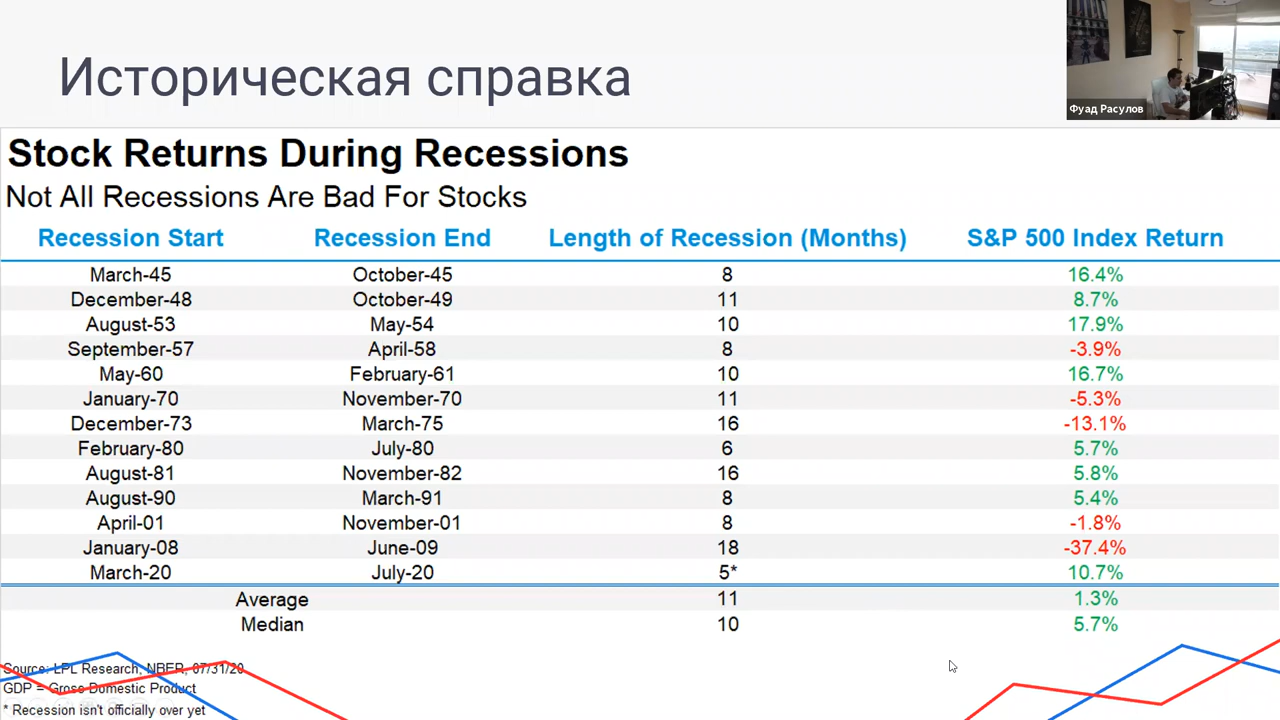 Историческая справка
Фуад Расулов
Stock Returns During Recessions
Not All Recessions Are Bad For Stocks
Recession Start Recession End Length of Recession (Months) S&P 500 Index Return
March-45 October-45 8 16.4%
December-48 October-49 11 8.7%
August-53 May-54 10 17.9%
September-57 April-58 8 -3.9%
May-60 February-61 10 16.7%
January-70 November-70 11 -5.3%
December-73 March-75 16 -13.1%
February-80 July-80 6 5.7%
August-81 November-82 16 5.8%
August-90 March-91 8 5.4%
April-01 November-01 8 -1.8%
January-08 June-09 18 -37.4%
March-20 July-20 5* 10.7%
Average 11 1.3%
Median 10 5.7%
Source: LPL Research, NBER, 07/31/20
GDP = Gross Domestic Product
* Recession isn't officially over yet